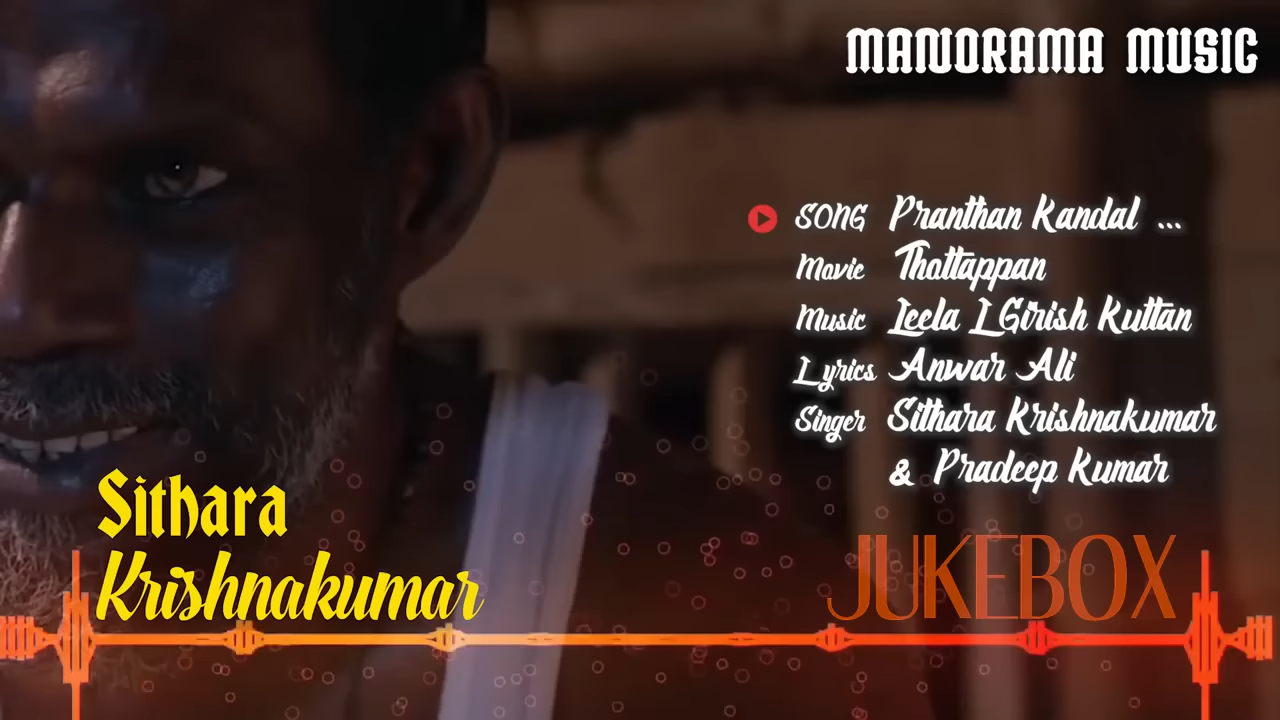 MANORAMA MUSIC
SONG Pranthan Kandal ...
Movie Thottappan
Music Leela L Girish Kuttan
Lyrics Anwar Ali
Singer Sithara Krishnakumar
& Pradeep Kumar
Sithara
Krishnakumar
JUKEBOX